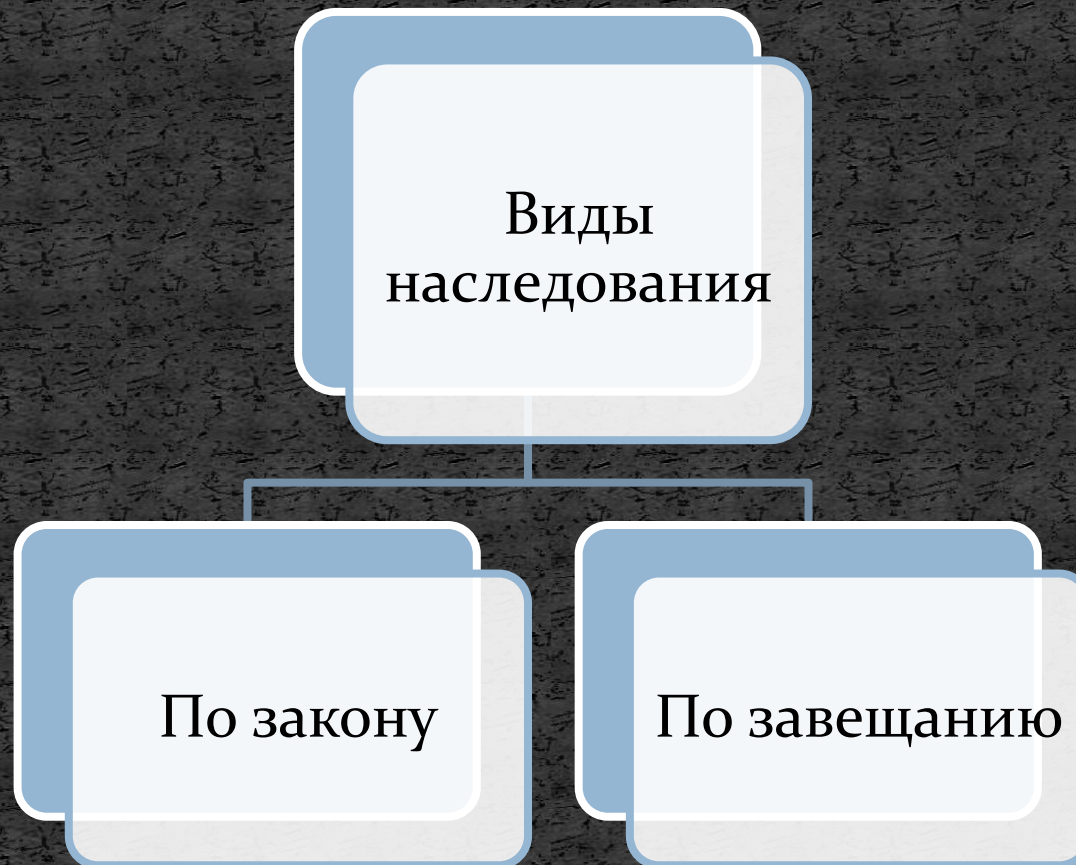 Виды
наследования
По закону
По завещанию